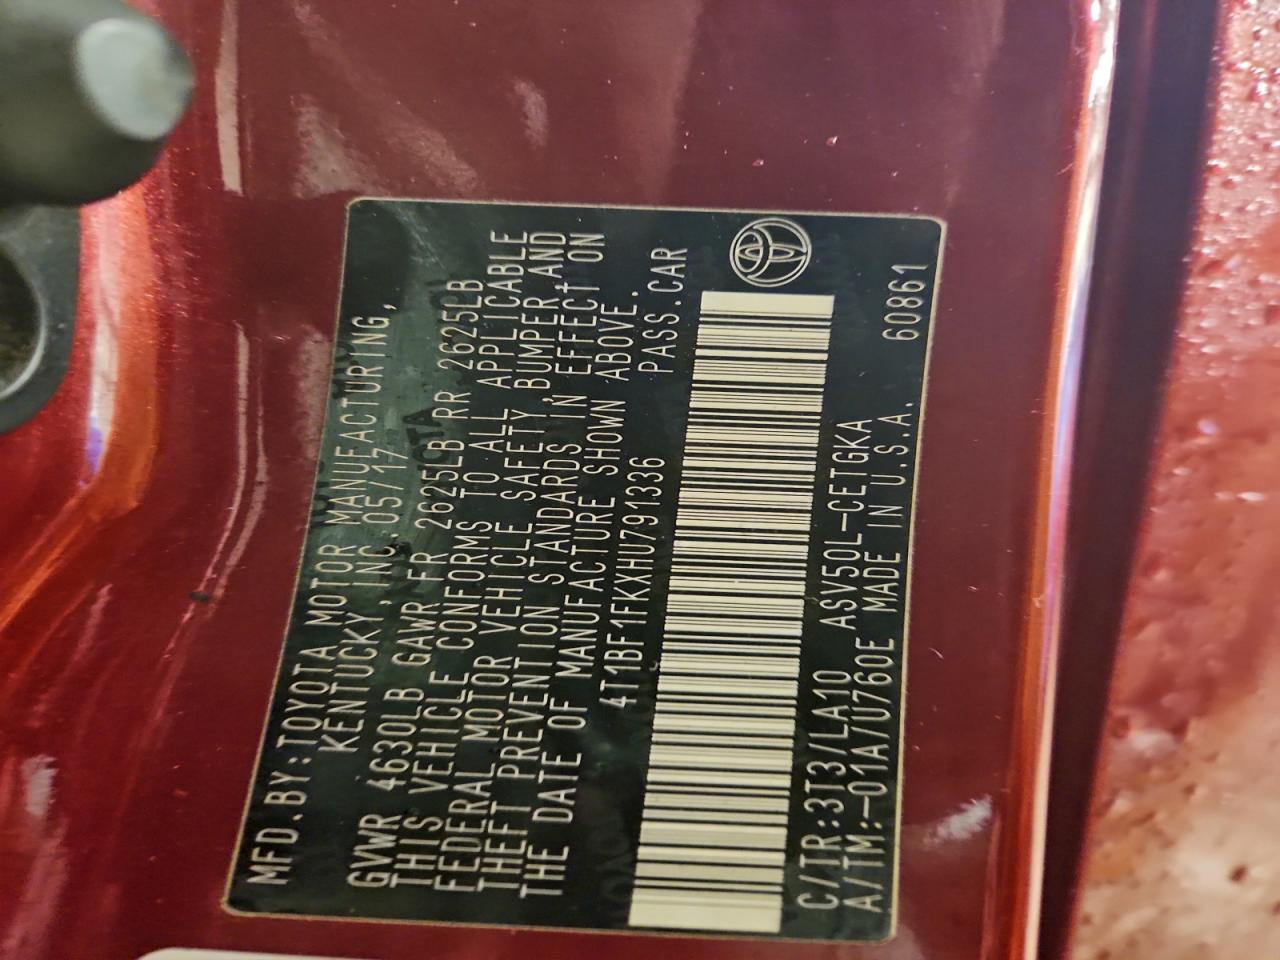 MFD.BY:TOYOTA MOTOR MANUFACTURING,
KENTUCKY,INC.05/17
GVWR 4630LB GAWR FR 2625LB RR 2625LB
THIS VEHICLE CONFORMS TO ALL APPLICABLE
FEDERAL MOTOR VEHICLE SAFETY,BUMPER,AND
THEFT PREVENTION STANDARDS IN EFFECT ON
THE DATE OF MANUFACTURE SHOWN ABOVE.
4T1BF1FKXHU791336 PASS.CAR
C/TR:3T3/LA10 ASV50L-CETGKA
A/TM:-01A/U760E MADE IN U.S.A. 60861